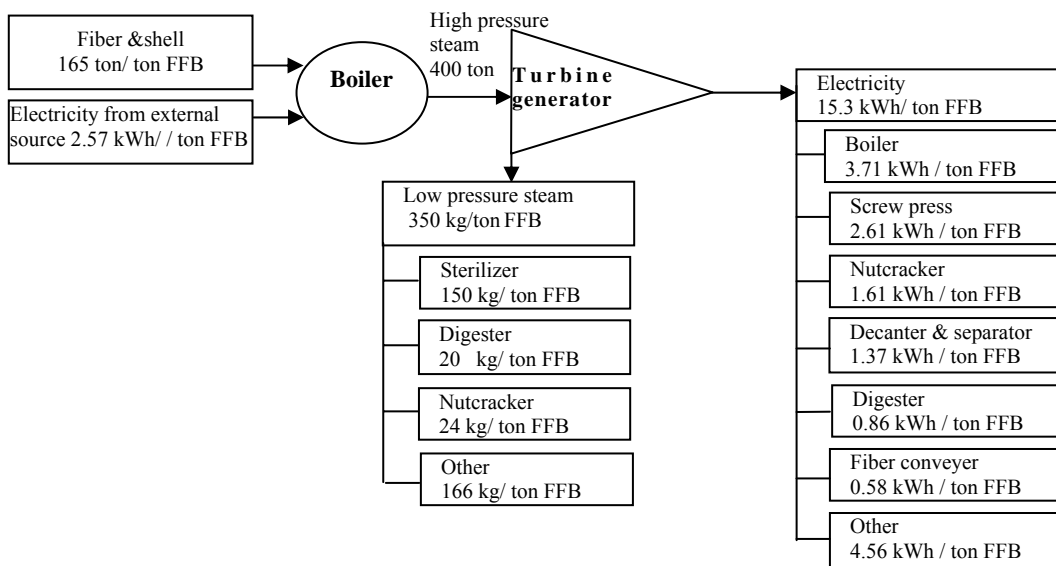 Fiber &shell
165 ton/ ton FFB
Electricity from external
source 2.57 kWh/ / ton FFB
Boiler
High pressure
steam
400 ton
Turbine
generator
Low pressure steam
350 kg/ton FFB
Sterilizer
150 kg/ ton FFB
Digester
20 kg/ ton FFB
Nutcracker
24 kg/ ton FFB
Other
166 kg/ ton FFB
Electricity
15.3 kWh/ ton FFB
Boiler
3.71 kWh / ton FFB
Screw press
2.61 kWh / ton FFB
Nutcracker
1.61 kWh / ton FFB
Decanter & separator
1.37 kWh / ton FFB
Digester
0.86 kWh / ton FFB
Fiber conveyer
0.58 kWh / ton FFB
Other
4.56 kWh / ton FFB